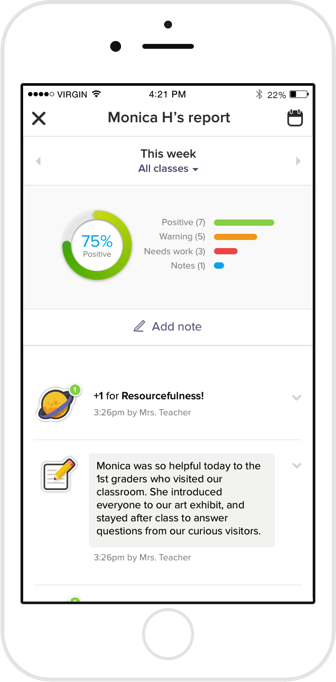 VIRGIN 4:21 PM 22%
Monica H's report
This week
All classes
75%
Positive
Positive (7)
Warning (5)
Needs work (3)
Notes (1)
Add note
1
+1 for Resourcefulness!
3:26pm by Mrs. Teacher
Monica was so helpful today to the
1st graders who visited our
classroom. She introduced
everyone to our art exhibit, and
stayed after class to answer
questions from our curious visitors.
3:26pm by Mrs. Teacher